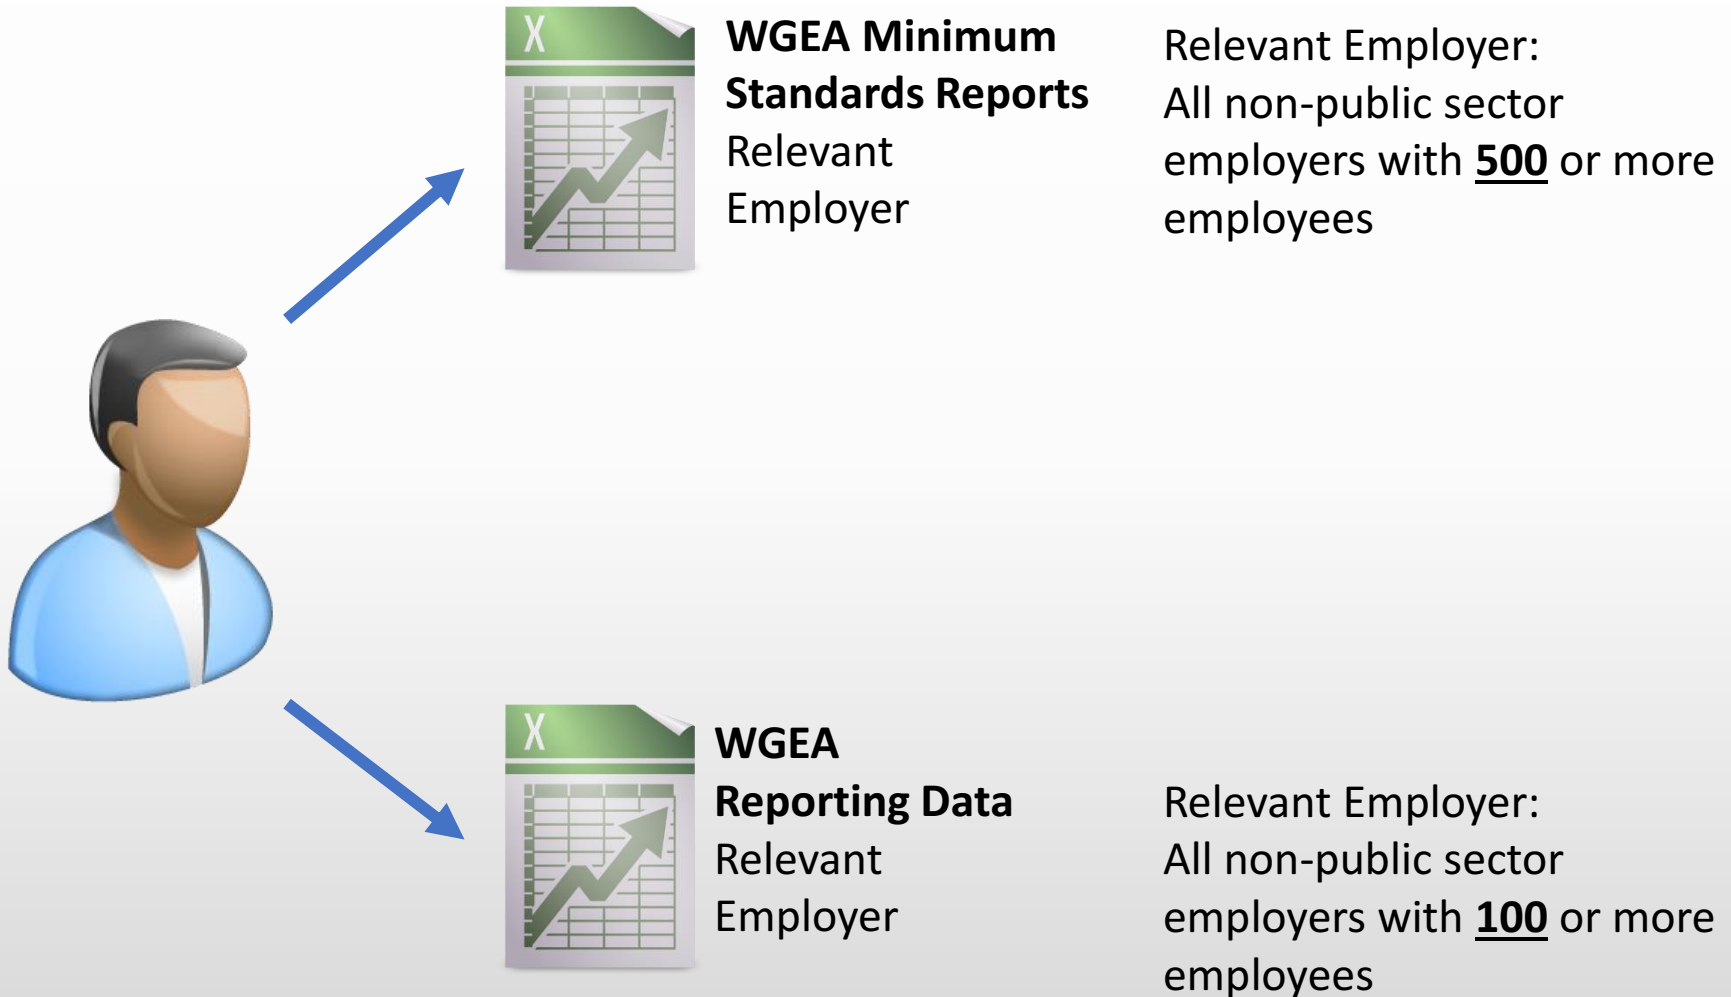 X
WGEA Minimum
Standards Reports
Relevant
Employer
Relevant Employer:
All non-public sector
employers with 500 or more
employees
X
WGEA
Reporting Data
Relevant
Employer
Relevant Employer:
All non-public sector
employers with 100 or more
employees